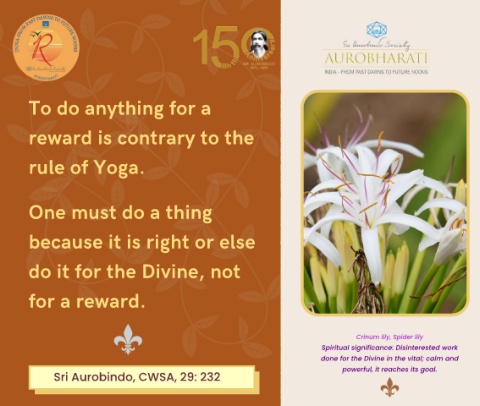 150
To do anything for a
reward is contrary to the
rule of Yoga.
One must do a thing
because it is right or else
do it for the Divine, not
for a reward.
Sri Aurobindo, CWSA, 29: 232
Sri Aurobindo Society
AUROBHARATI
INDIA - FROM PAST DAWNS TO FUTURE NOONS
Crinum lily, Spider lily
Spiritual significance: Disinterested work
done for the Divine in the vital; calm and
powerful, it reaches its goal.